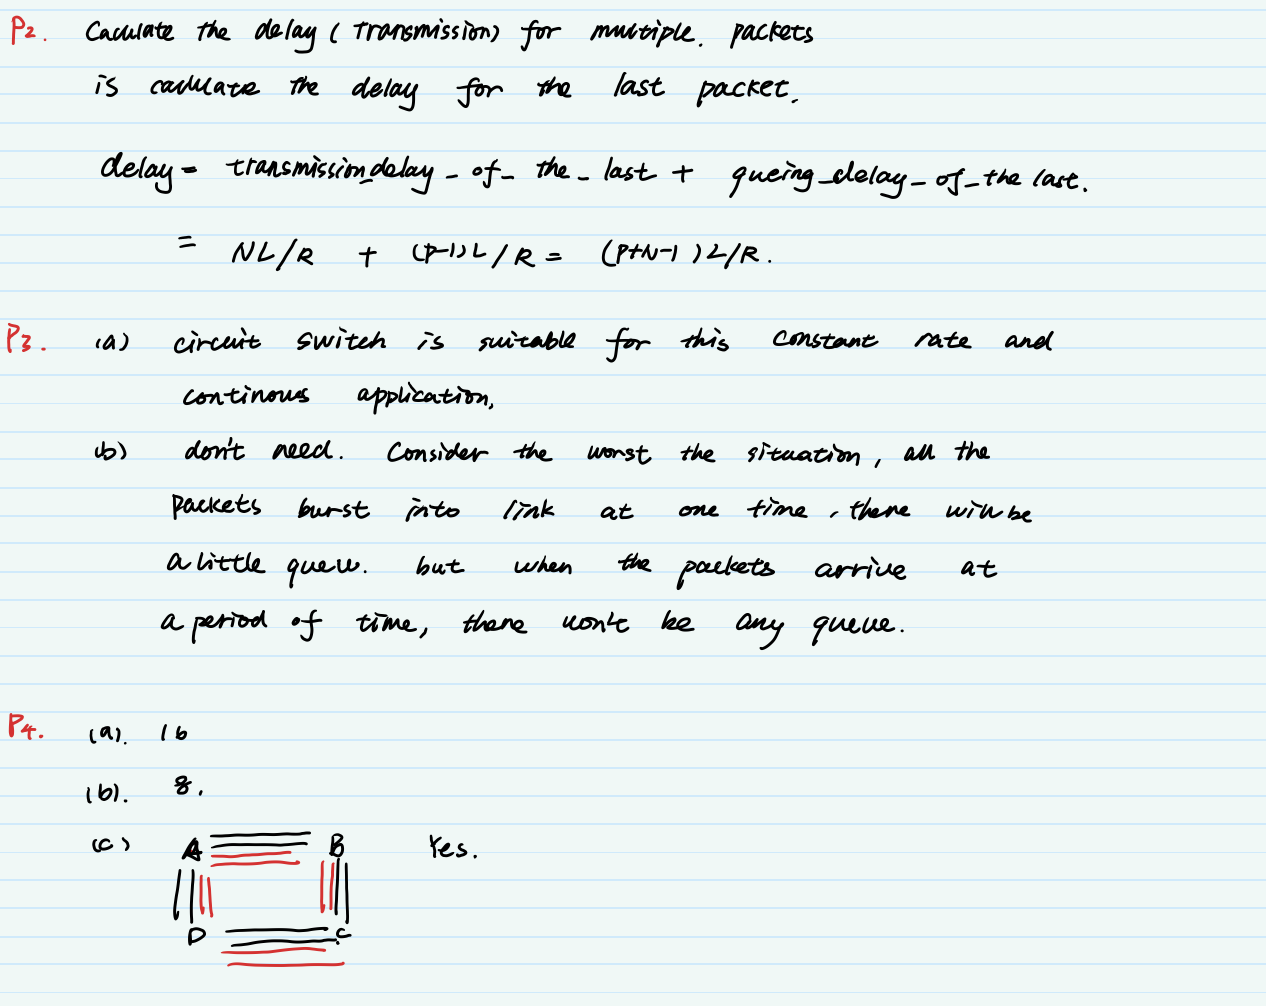 P2. Caculate the delay ( transmission) for multiple. packets
is caculate the delay for the last packet.
delay = transmission_delay_of_the_last + queing_delay_of_the last.
= NL/R + (P-1)L/R = (P+N-1)L/R.
P3. (a) circuit switch is suitable for this constant rate and
continous application.
(b) don't need. Consider the worst the situation, all the
packets burst into link at one time, there will be
a little queue. but when the packets arrive at
a period of time, there won't be any queue.
P4. (a). 16
(b). 8.
(c) A B Yes.
D C